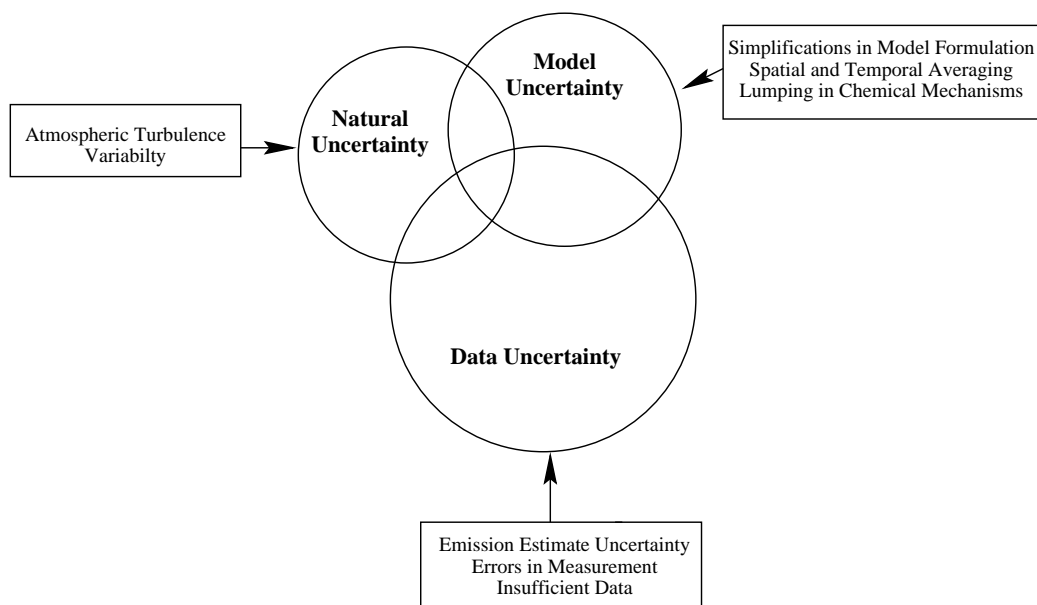 Model
Uncertainty
Simplifications in Model Formulation
Spatial and Temporal Averaging
Lumping in Chemical Mechanisms
Natural
Uncertainty
Atmospheric Turbulence
Variabilty
Data Uncertainty
Emission Estimate Uncertainty
Errors in Measurement
Insufficient Data